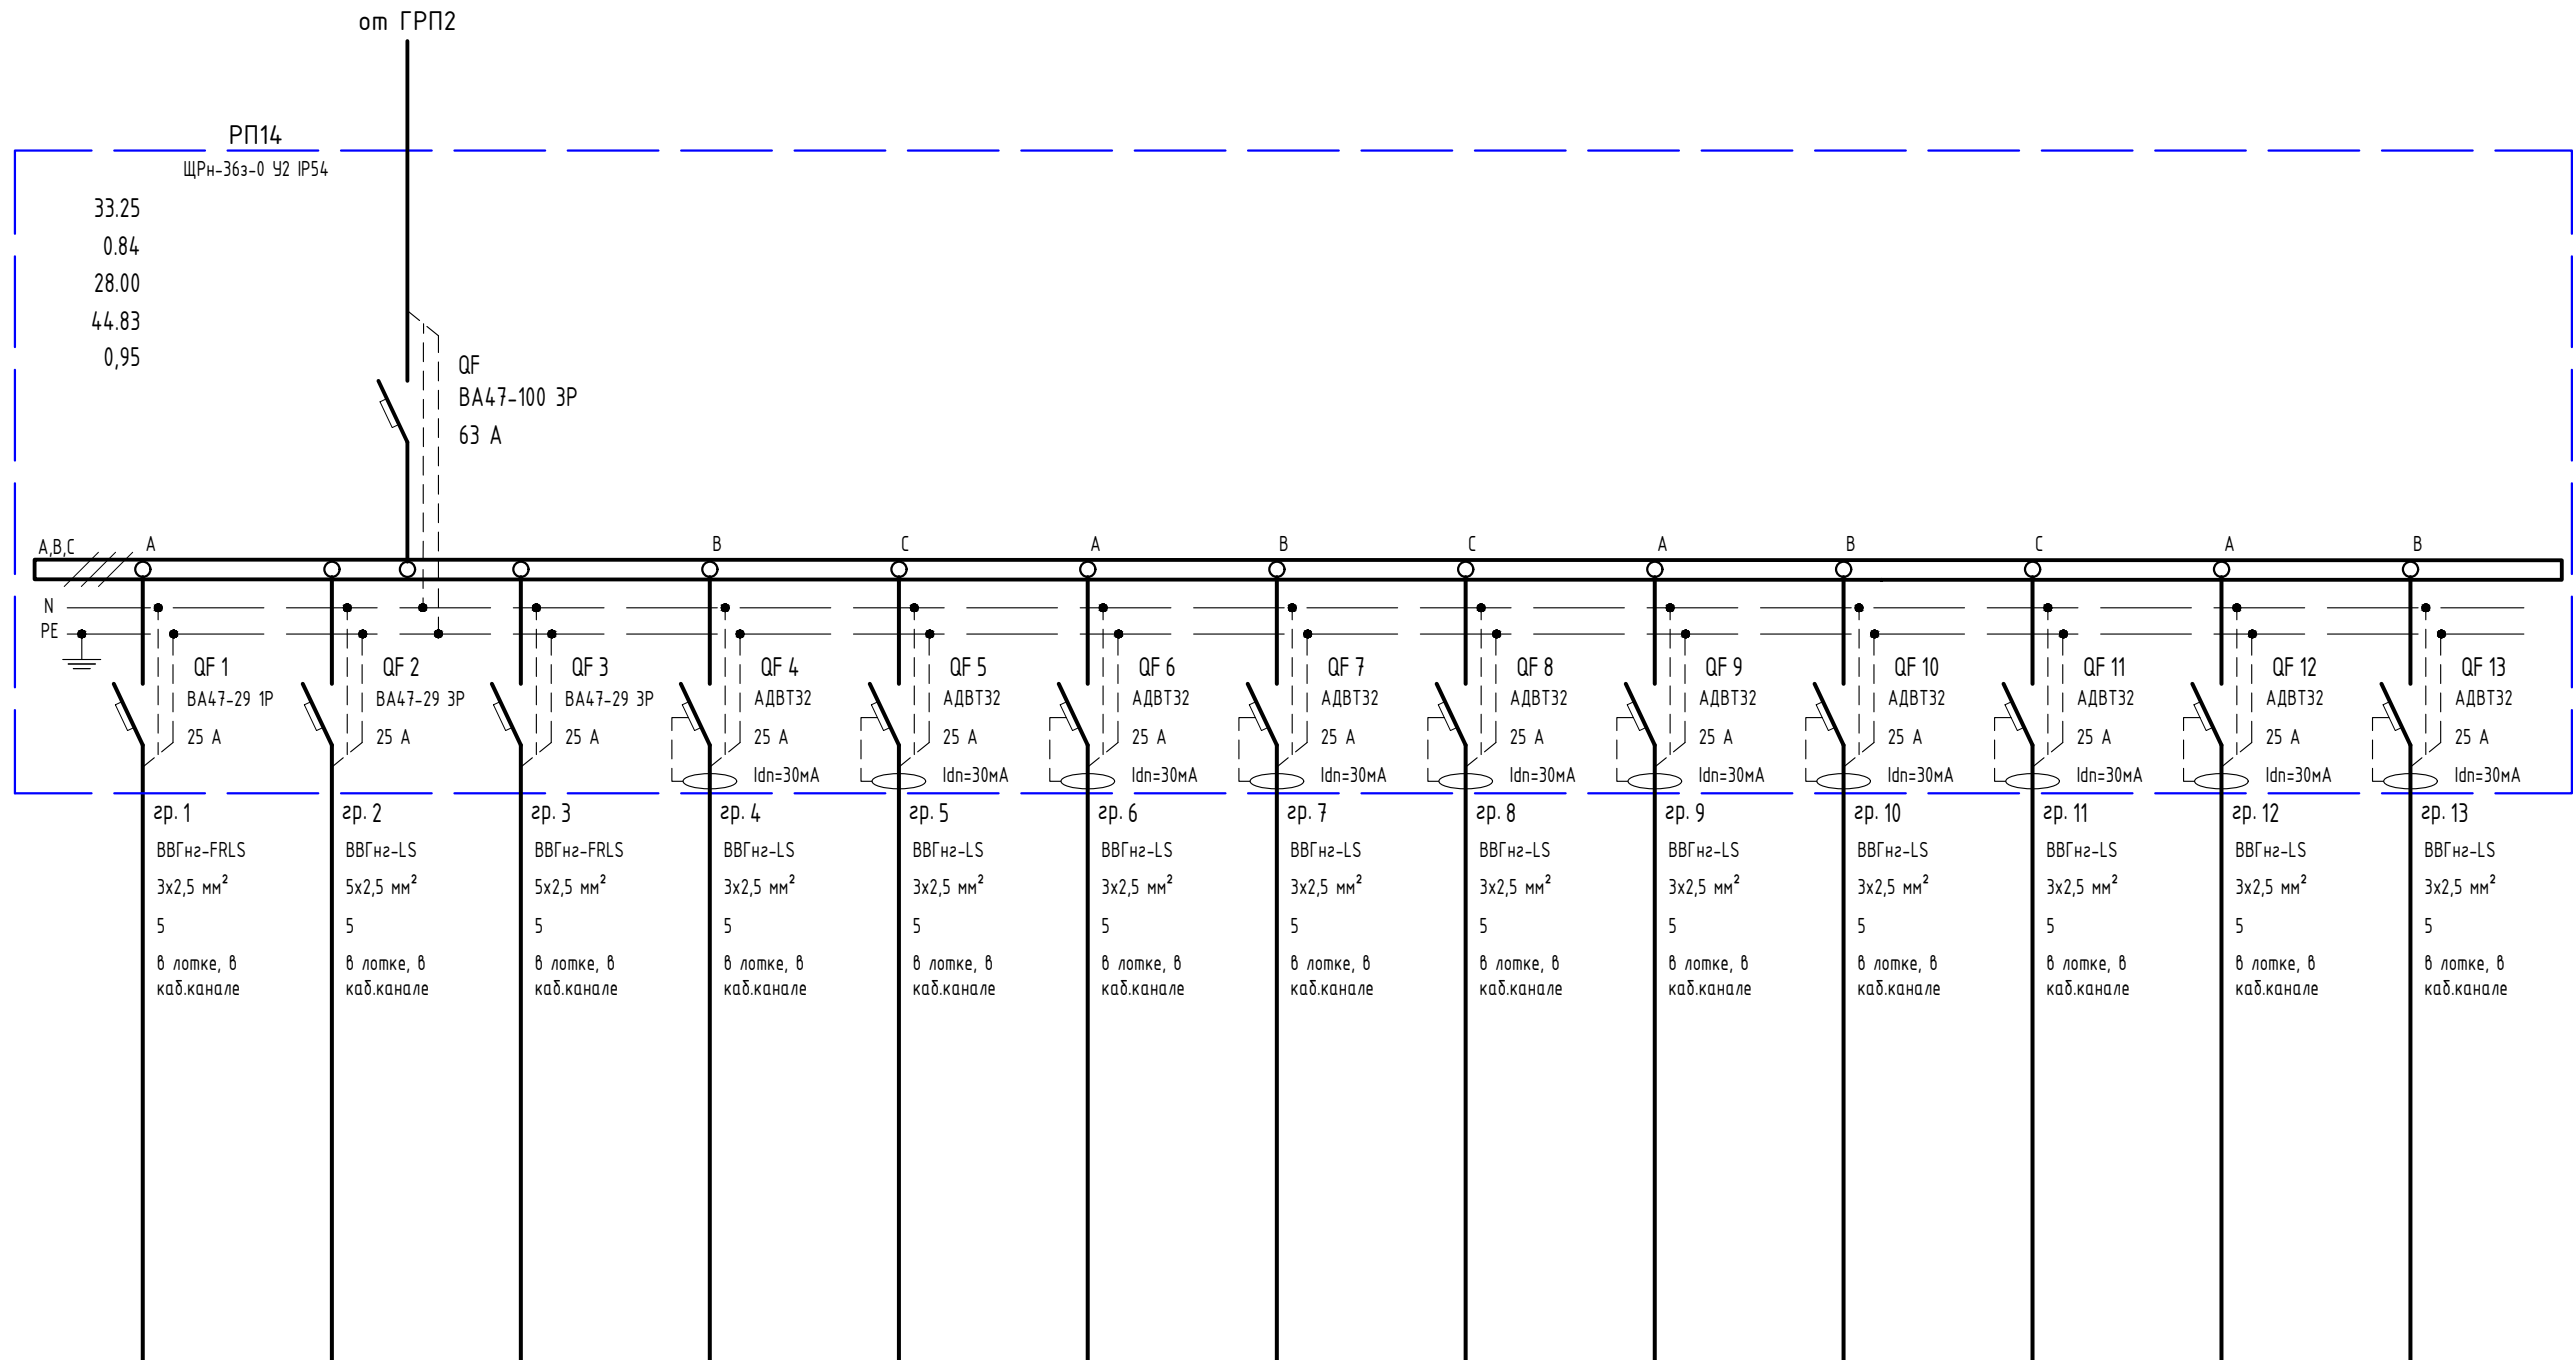 от ГРП2
РП14
ЩРн-36з-0 У2 IP54
33.25
0.84
28.00
44.83
0,95
QF
ВА47-100 3Р
63 А
A,B,C
A
B
C
A
B
C
A
B
C
A
B
N
PE
QF 1
ВА47-29 1Р
25 А
QF 2
ВА47-29 3Р
25 А
QF 3
ВА47-29 3Р
25 А
QF 4
АДВТ32
25 А
Idn=30мА
QF 5
АДВТ32
25 А
Idn=30мА
QF 6
АДВТ32
25 А
Idn=30мА
QF 7
АДВТ32
25 А
Idn=30мА
QF 8
АДВТ32
25 А
Idn=30мА
QF 9
АДВТ32
25 А
Idn=30мА
QF 10
АДВТ32
25 А
Idn=30мА
QF 11
АДВТ32
25 А
Idn=30мА
QF 12
АДВТ32
25 А
Idn=30мА
QF 13
АДВТ32
25 А
Idn=30мА
гр. 1
ВВГнг-FRLS
3х2,5 мм²
5
в лотке, в
каб.канале
гр. 2
ВВГнг-LS
5х2,5 мм²
5
в лотке, в
каб.канале
гр. 3
ВВГнг-FRLS
5х2,5 мм²
5
в лотке, в
каб.канале
гр. 4
ВВГнг-LS
3х2,5 мм²
5
в лотке, в
каб.канале
гр. 5
ВВГнг-LS
3х2,5 мм²
5
в лотке, в
каб.канале
гр. 6
ВВГнг-LS
3х2,5 мм²
5
в лотке, в
каб.канале
гр. 7
ВВГнг-LS
3х2,5 мм²
5
в лотке, в
каб.канале
гр. 8
ВВГнг-LS
3х2,5 мм²
5
в лотке, в
каб.канале
гр. 9
ВВГнг-LS
3х2,5 мм²
5
в лотке, в
каб.канале
гр. 10
ВВГнг-LS
3х2,5 мм²
5
в лотке, в
каб.канале
гр. 11
ВВГнг-LS
3х2,5 мм²
5
в лотке, в
каб.канале
гр. 12
ВВГнг-LS
3х2,5 мм²
5
в лотке, в
каб.канале
гр. 13
ВВГнг-LS
3х2,5 мм²
5
в лотке, в
каб.канале